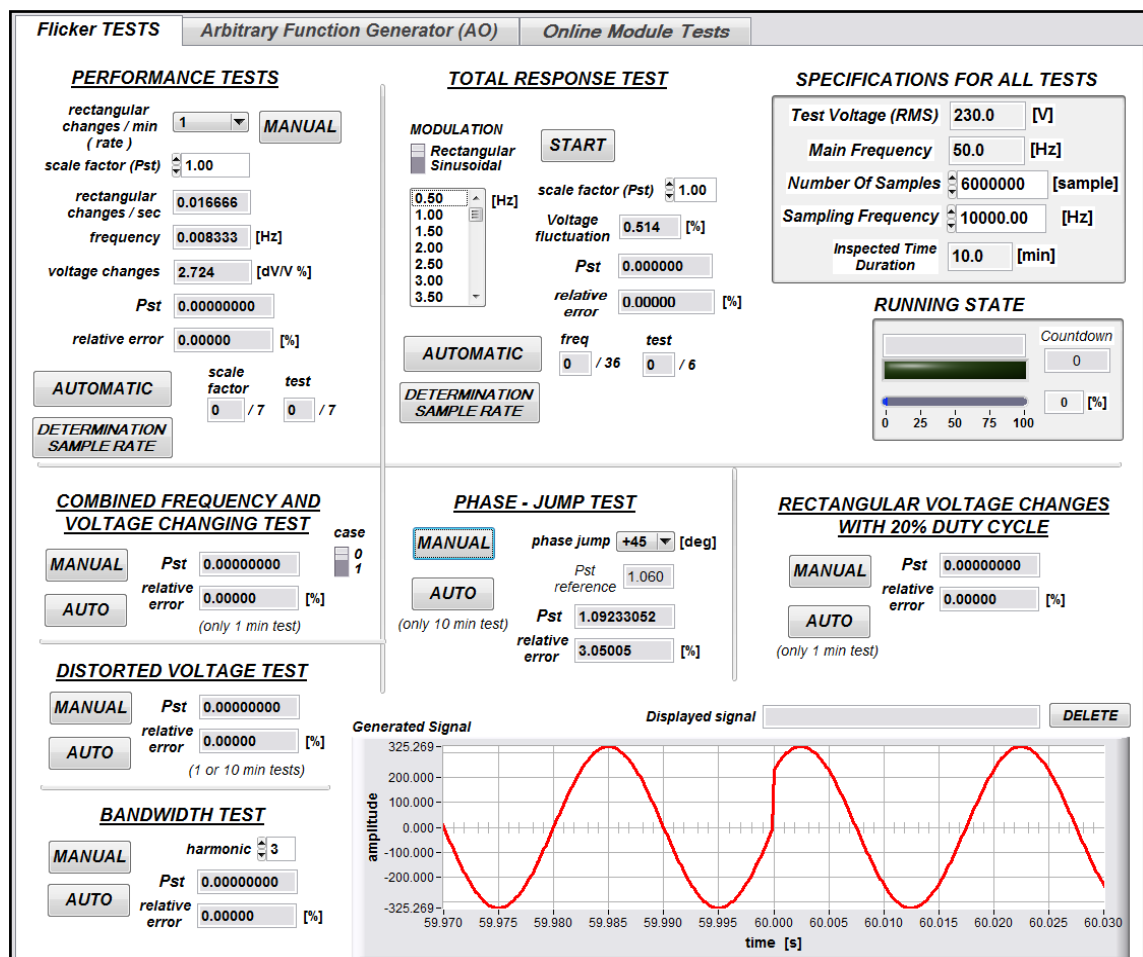 Flicker TESTS
Arbitrary Function Generator (AO)
Online Module Tests
PERFORMANCE TESTS
rectangular
changes / min
( rate )
1
MANUAL
scale factor (Pst)
1.00
rectangular
changes / sec
0.016666
frequency
0.008333
[Hz]
voltage changes
2.724
[dV/V %]
Pst
0.00000000
relative error
0.00000
[%]
AUTOMATIC
scale
factor
0 / 7
test
0 / 7
DETERMINATION
SAMPLE RATE
TOTAL RESPONSE TEST
MODULATION
Rectangular
Sinusoidal
START
0.50
1.00
1.50
2.00
2.50
3.00
3.50
[Hz]
scale factor (Pst)
1.00
Voltage
fluctuation
0.514
[%]
Pst
0.000000
relative
error
0.00000
[%]
AUTOMATIC
freq
0 / 36
test
0 / 6
DETERMINATION
SAMPLE RATE
SPECIFICATIONS FOR ALL TESTS
Test Voltage (RMS) 230.0 [V]
Main Frequency 50.0 [Hz]
Number Of Samples 6000000 [sample]
Sampling Frequency 10000.00 [Hz]
Inspected Time
Duration
10.0 [min]
RUNNING STATE
Countdown
0
0 [%]
0 25 50 75 100
COMBINED FREQUENCY AND
VOLTAGE CHANGING TEST
MANUAL
AUTO
Pst 0.00000000
relative
error
0.00000 [%]
(only 1 min test)
case
0
1
PHASE - JUMP TEST
MANUAL
phase jump +45 [deg]
Pst
reference
1.060
AUTO
(only 10 min test)
Pst 1.09233052
relative
error
3.05005 [%]
RECTANGULAR VOLTAGE CHANGES
WITH 20% DUTY CYCLE
MANUAL
AUTO
(only 1 min test)
Pst 0.00000000
relative
error
0.00000 [%]
DISTORTED VOLTAGE TEST
MANUAL
AUTO
Pst 0.00000000
relative
error
0.00000 [%]
(1 or 10 min tests)
BANDWIDTH TEST
MANUAL
AUTO
harmonic 3
Pst 0.00000000
relative
error
0.00000 [%]
Generated Signal
Displayed signal
DELETE
amplitude
325.269
200.000
100.000
0.000
-100.000
-200.000
-325.269
59.970 59.975 59.980 59.985 59.990 59.995 60.000 60.005 60.010 60.015 60.020 60.025 60.030
time [s]